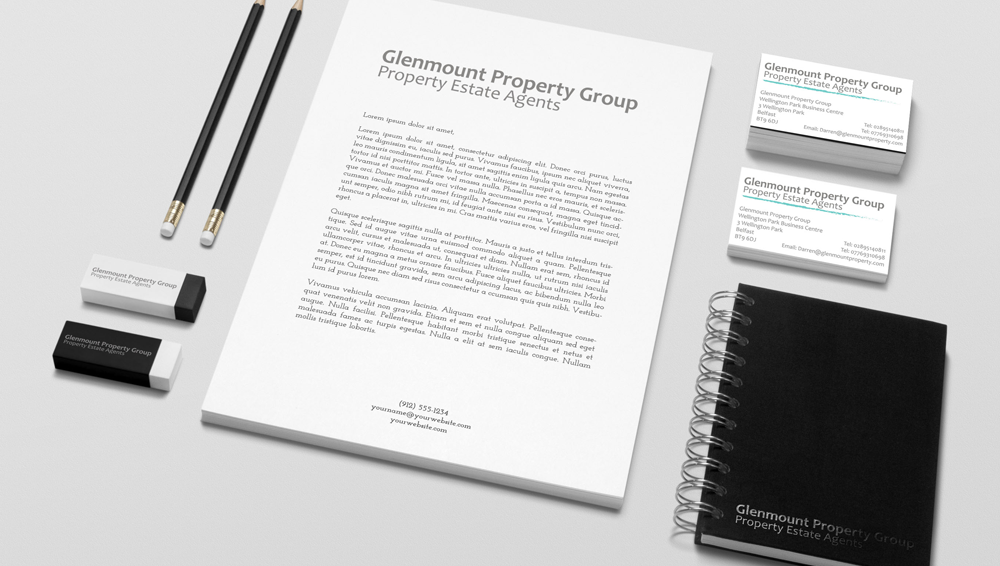 Glenmount Property Group
Property Estate Agents
Lorem ipsum dolor sit amet,
Lorem ipsum dolor sit amet, consectetur adipiscing elit. Donec orci purus, luctus
vitae dignissim eu, iaculis sed purus. Vivamus faucibus, ipsum nec aliquet viverra,
leo mauris condimentum ligula, sit amet sagittis enim ligula quis arcu. Nam egestas
tortor id nisi porttitor mattis. In tortor ante, ultricies in suscipit a, tempus non massa.
Vivamus et auctor mi. Fusce vel massa nulla. Phasellus nec eros mauris, et sceleris-
que orci. Donec malesuada orci vitae nulla accumsan porta a id massa. Quisque ac-
cumsan iaculis magna sit amet fringilla. Maecenas consequat, magna eget tincid-
unt semper, odio nibh rutrum mi, id feugiat ante nisi eu risus. Vestibulum nunc orci,
rhoncus a placerat in, ultricies in mi. Cras mattis varius eros, vel fringilla nisi suscipit
eget.
Quisque scelerisque sagittis nulla at porttitor. Mauris a justo et tellus interdum tris-
tique. Sed id augue vitae urna euismod commodo aliquet a quam. Pellentesque
arcu velit, cursus et malesuada ut, consequat et diam. Nullam erat sem, rhoncus id
ullamcorper vitae, rhoncus et arcu. In ultricies ultricies nulla, ut rutrum nisi iaculis
at. Donec a metus a metus ornare faucibus. Fusce aliquet faucibus lobortis. Morbi
semper, est id tincidunt gravida, sem arcu adipiscing lacus, ac bibendum nulla leo
eu purus. Quisque nec diam sed risus consectetur accumsan quis quis nibh. Vestibu-
lum id purus lorem.
Vivamus vehicula accumsan lacinia. Aliquam erat volutpat. Pellentesque conse-
quat venenatis velit non gravida. Etiam et sem et nulla congue aliquam sed eget
augue. Nulla facilisi. Pellentesque habitant morbi tristique senectus et netus et
malesuada fames ac turpis egestas. Nulla a elit at sem iaculis congue. Nullam
mollis tristique lobortis.
(912) 555-1234
yourname@yourwebsite.com
yourwebsite.com
Glenmount Property Group
Property Estate Agents
Glenmount Property Group
Wellington Park Business Centre
3 Wellington Park
Belfast
BT9 6DJ
Tel: 02895140811
Tel: 07769310698
Email: Darren@glenmountproperty.com
Glenmount Property Group
Property Estate Agents
Glenmount Property Group
Wellington Park Business Centre
3 Wellington Park
Belfast
BT9 6DJ
Tel: 02895140811
Tel: 07769310698
Email: Darren@glenmountproperty.com
Glenmount Property Group
Property Estate Agents
Glenmount Property Group
Property Estate Agents
Glenmount Property Group
Property Estate Agents